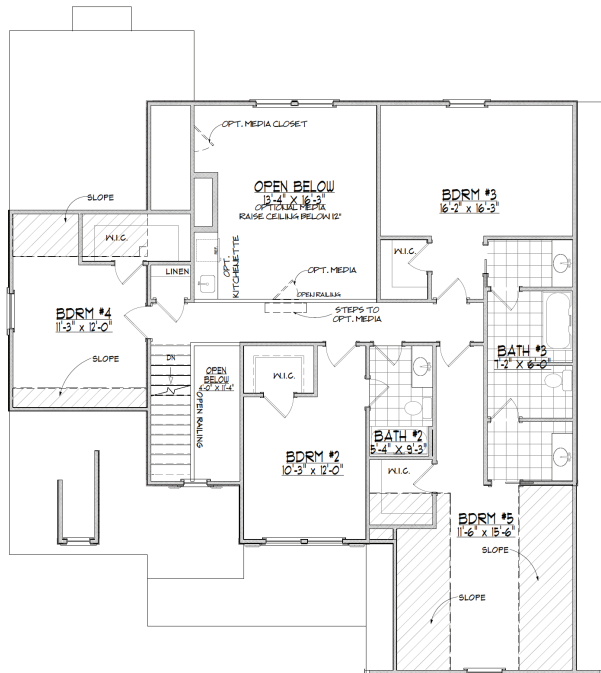 OPT. MEDIA CLOSET
OPEN BELOW
13'-4" X 16'-3"
OPTIONAL MEDIA
RAISE CEILING BELOW 12"
BDRM #3
16'-2" X 16'-3"
SLOPE
W.I.C.
OPT.
KITCHENETTE
REF.
W.I.C.
LINEN
OPT. MEDIA
OPEN RAILING
STEPS TO
OPT. MEDIA
BDRM #4
11'-3" X 12'-0"
SLOPE
DN
OPEN
BELOW
4'-0" X 11'-4"
OPEN RAILING
W.I.C.
BATH #3
7'-2" X 6'-0"
BATH #2
5'-4" X 9'-3"
BDRM #2
10'-3" X 12'-0"
W.I.C.
BDRM #5
11'-6" X 15'-6"
SLOPE
SLOPE